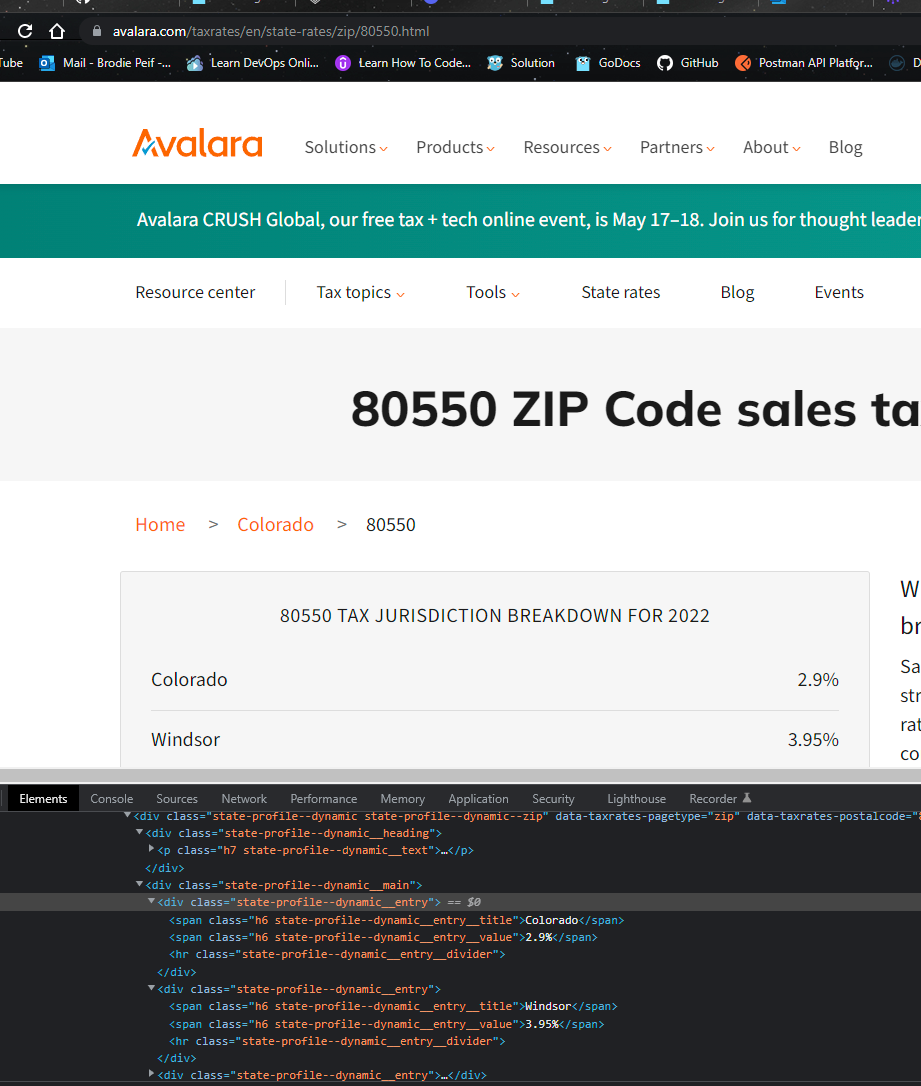 avalara.com/taxrates/en/state-rates/zip/80550.html
Tube Mail - Brodie Peif -... Learn DevOps Onli... Learn How To Code... Solution GoDocs GitHub Postman API Platfor... D
Avalara Solutions Products Resources Partners About Blog
Avalara CRUSH Global, our free tax + tech online event, is May 17–18. Join us for thought leader
Resource center Tax topics Tools State rates Blog Events
80550 ZIP Code sales ta
Home > Colorado > 80550
80550 TAX JURISDICTION BREAKDOWN FOR 2022
Colorado 2.9%
Windsor 3.95%
W
br
Sa
str
rat
co
Elements Console Sources Network Performance Memory Application Security Lighthouse Recorder
<div class="state-profile--dynamic state-profile--dynamic--zip" data-taxrates-pagetype="zip" data-taxrates-postalcode="8
<div class="state-profile--dynamic__heading">
<p class="h7 state-profile--dynamic__text">…</p>
</div>
<div class="state-profile--dynamic__main">
<div class="state-profile--dynamic__entry"> == $0
<span class="h6 state-profile--dynamic__entry__title">Colorado</span>
<span class="h6 state-profile--dynamic__entry__value">2.9%</span>
<hr class="state-profile--dynamic__entry__divider">
</div>
<div class="state-profile--dynamic__entry">
<span class="h6 state-profile--dynamic__entry__title">Windsor</span>
<span class="h6 state-profile--dynamic__entry__value">3.95%</span>
<hr class="state-profile--dynamic__entry__divider">
</div>
<div class="state-profile--dynamic__entry">…</div>